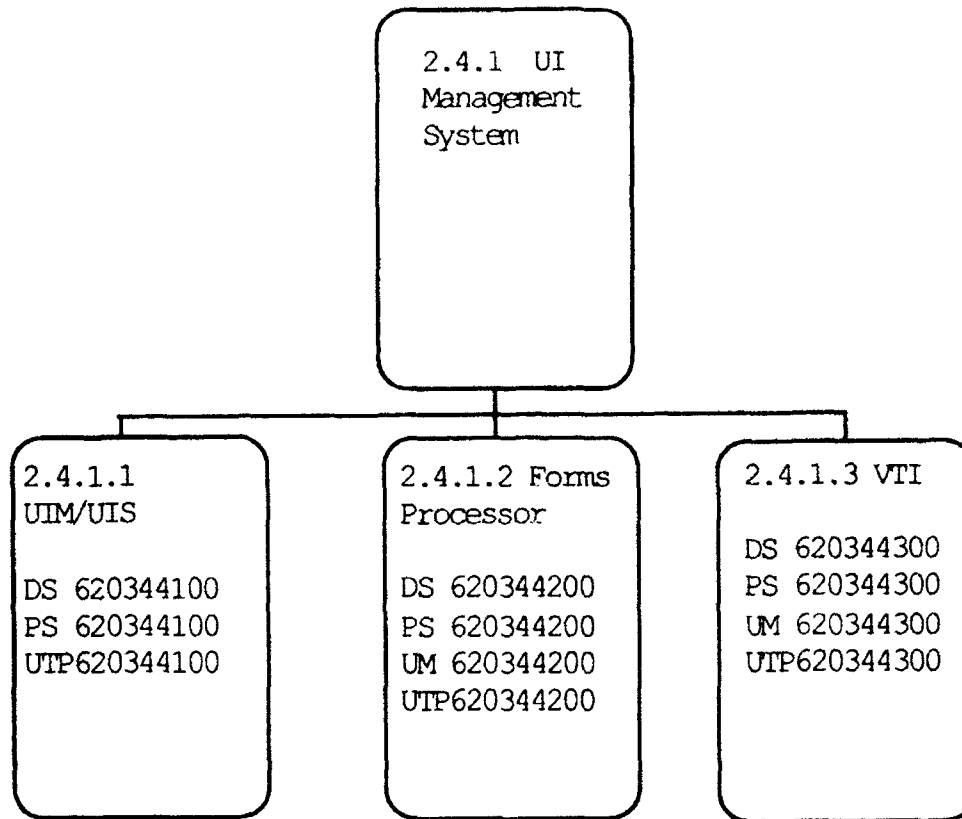 2.4.1 UI
Management
System
2.4.1.1
UIM/UIS
DS 620344100
PS 620344100
UTP620344100
2.4.1.2 Forms
Processor
DS 620344200
PS 620344200
UM 620344200
UTP620344200
2.4.1.3 VTI
DS 620344300
PS 620344300
UM 620344300
UTP620344300